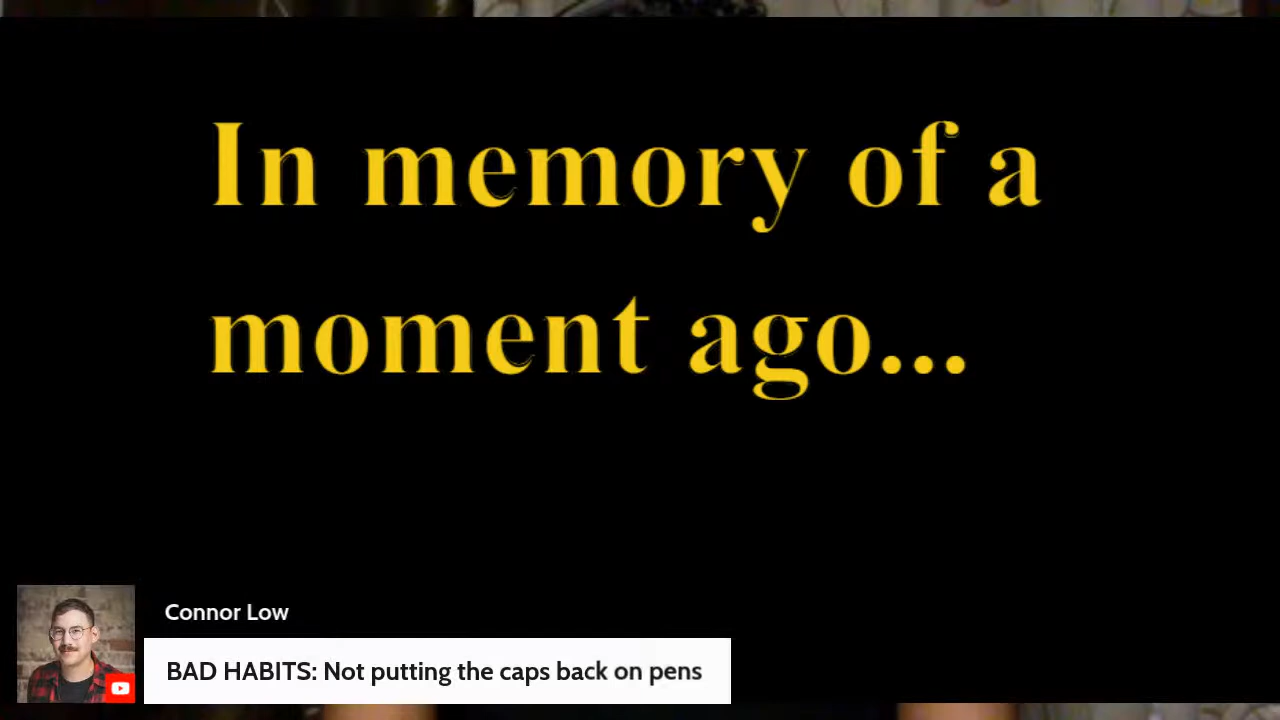 In memory of a
moment ago...
Connor Low
BAD HABITS: Not putting the caps back on pens